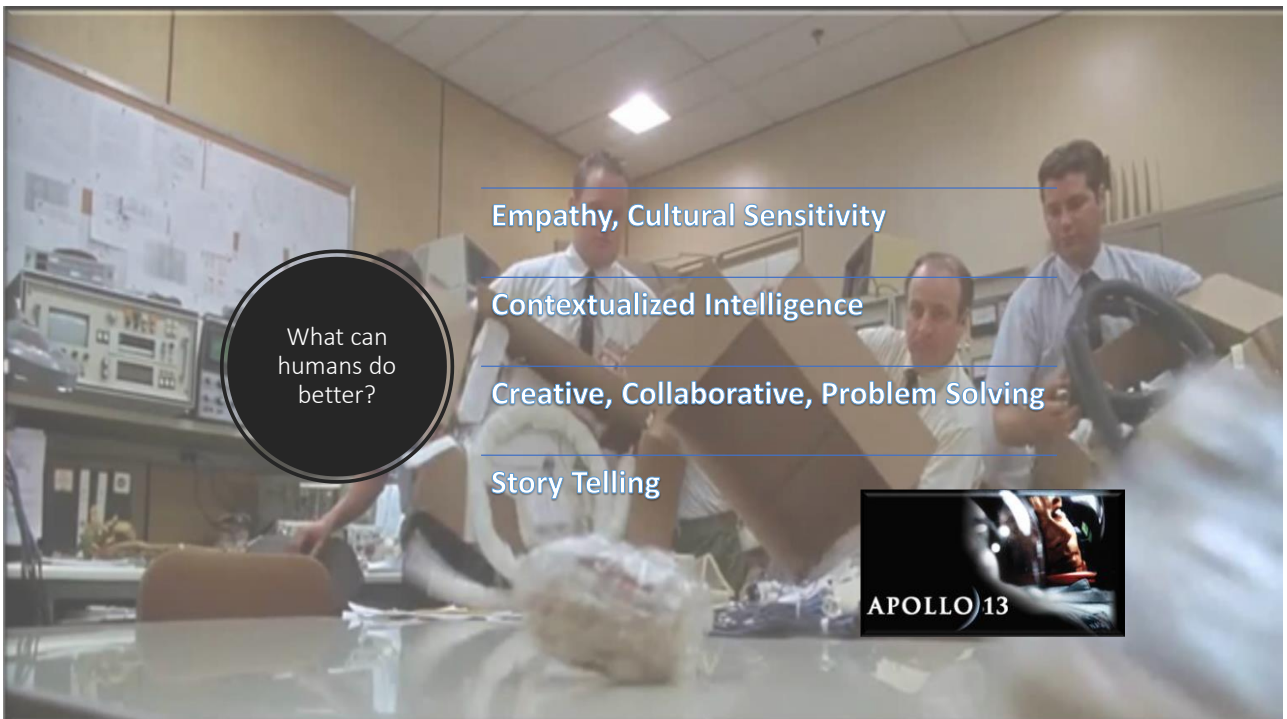 What can
humans do
better?
Empathy, Cultural Sensitivity
Contextualized Intelligence
Creative, Collaborative, Problem Solving
Story Telling
APOLLO 13